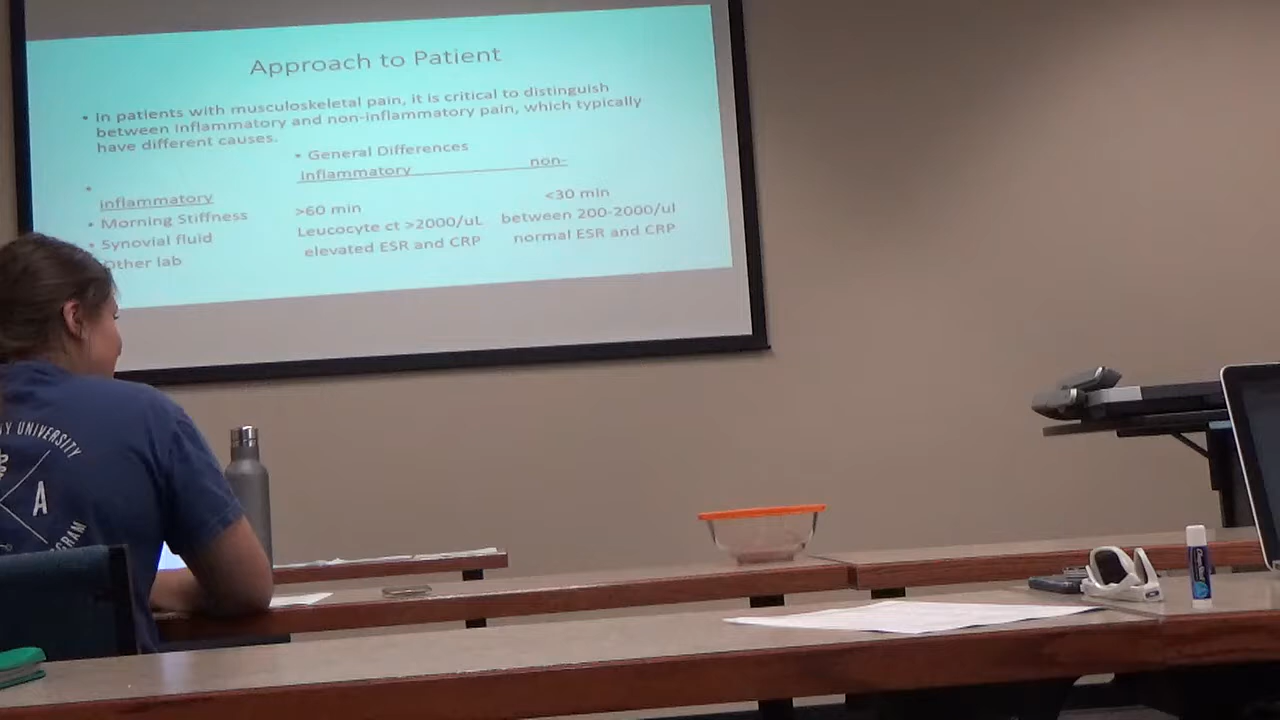 Approach to Patient
• In patients with musculoskeletal pain, it is critical to distinguish
between inflammatory and non-inflammatory pain, which typically
have different causes.
• General Differences
inflammatory non-
•
inflammatory
• Morning Stiffness >60 min <30 min
• Synovial fluid Leucocyte ct >2000/uL between 200-2000/ul
Other lab elevated ESR and CRP normal ESR and CRP
UNIVERSITY
A